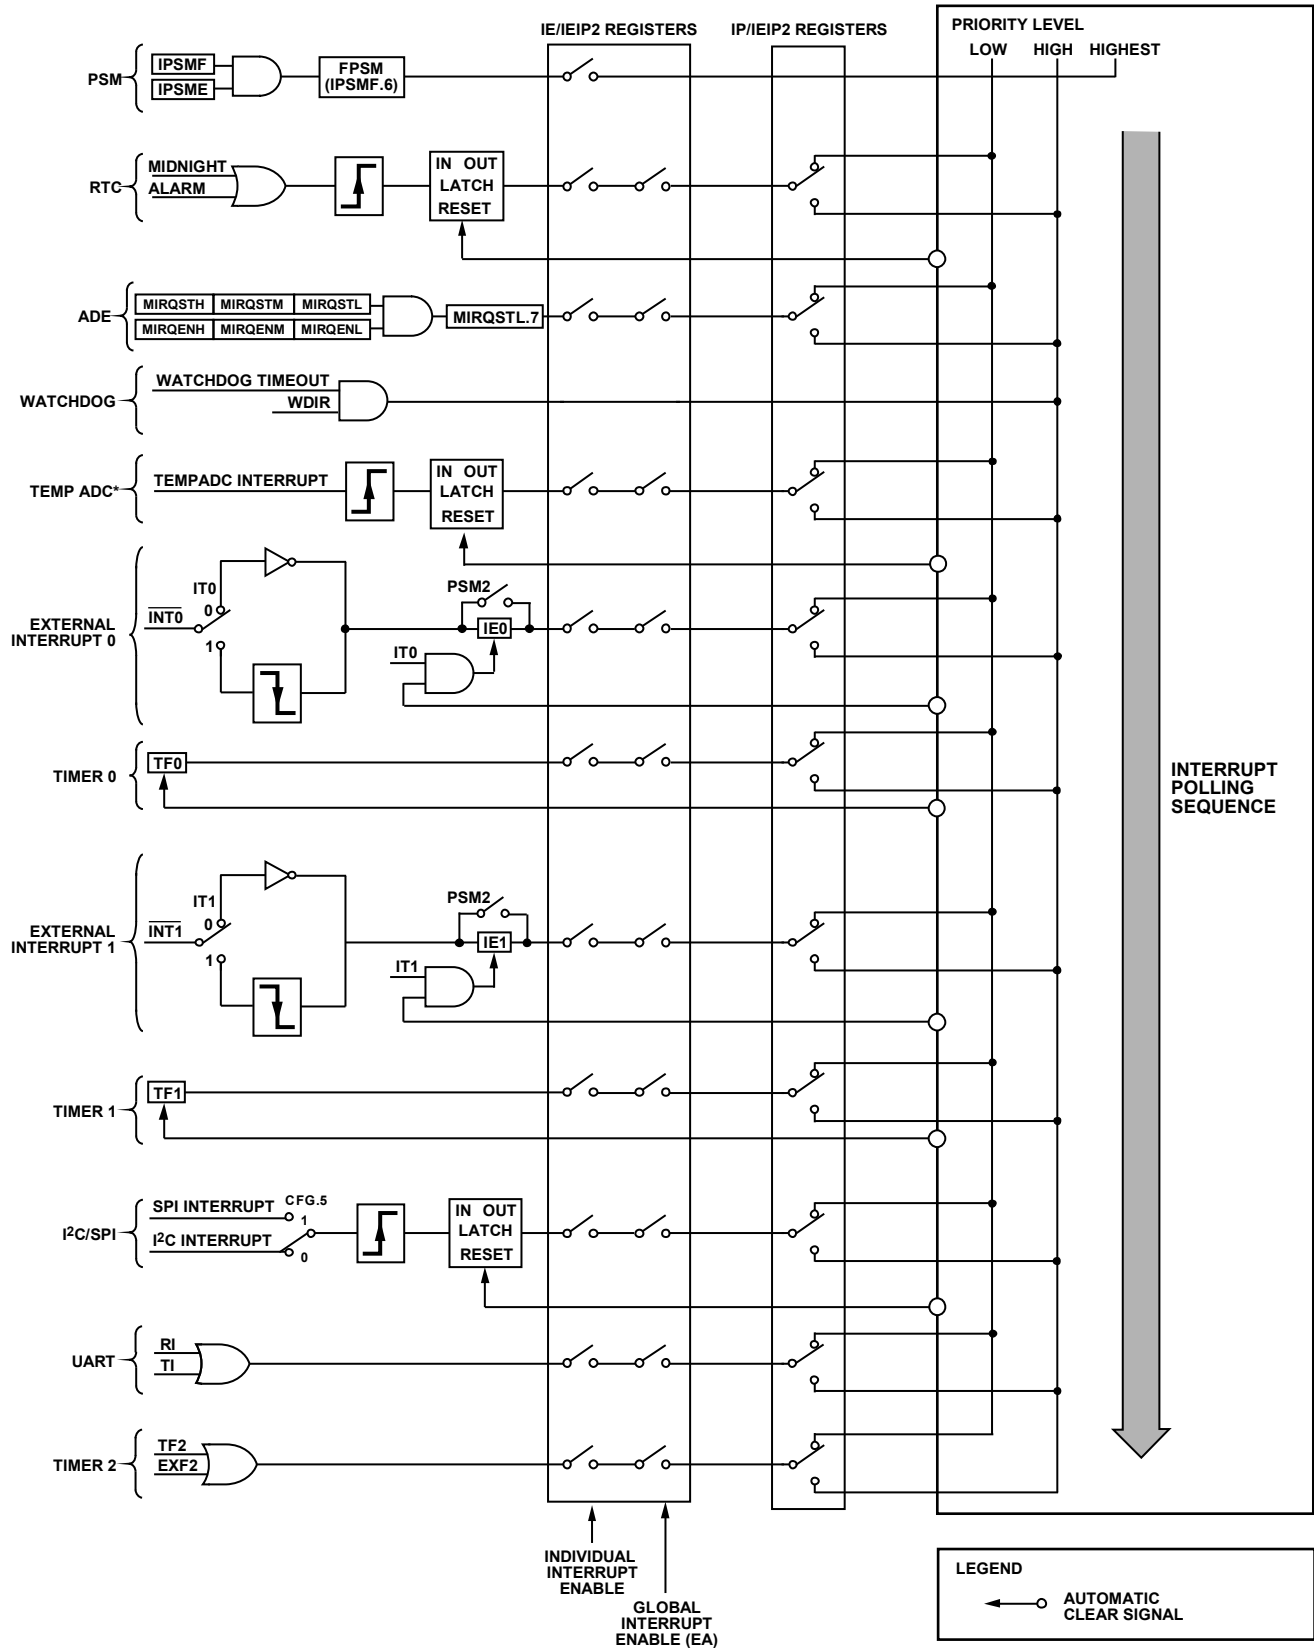 IE/IEIP2 REGISTERS
IP/IEIP2 REGISTERS
PRIORITY LEVEL
LOW HIGH HIGHEST
PSM
IPSMF
IPSME
FPSM
(IPSMF.6)
RTC
MIDNIGHT
ALARM
IN OUT
LATCH
RESET
ADE
MIRQSTH MIRQSTM MIRQSTL
MIRQENH MIRQENM MIRQENL
MIRQSTL.7
WATCHDOG
WATCHDOG TIMEOUT
WDIR
TEMP ADC*
TEMPADC INTERRUPT
IN OUT
LATCH
RESET
EXTERNAL
INTERRUPT 0
INT0
IT0
0
1
PSM2
IE0
IT0
TIMER 0
TF0
INTERRUPT
POLLING
SEQUENCE
EXTERNAL
INTERRUPT 1
INT1
IT1
0
1
PSM2
IE1
IT1
TIMER 1
TF1
I²C/SPI
SPI INTERRUPT
I²C INTERRUPT
CFG.5
1
0
IN OUT
LATCH
RESET
UART
RI
TI
TIMER 2
TF2
EXF2
INDIVIDUAL
INTERRUPT
ENABLE
GLOBAL
INTERRUPT
ENABLE (EA)
LEGEND
AUTOMATIC
CLEAR SIGNAL